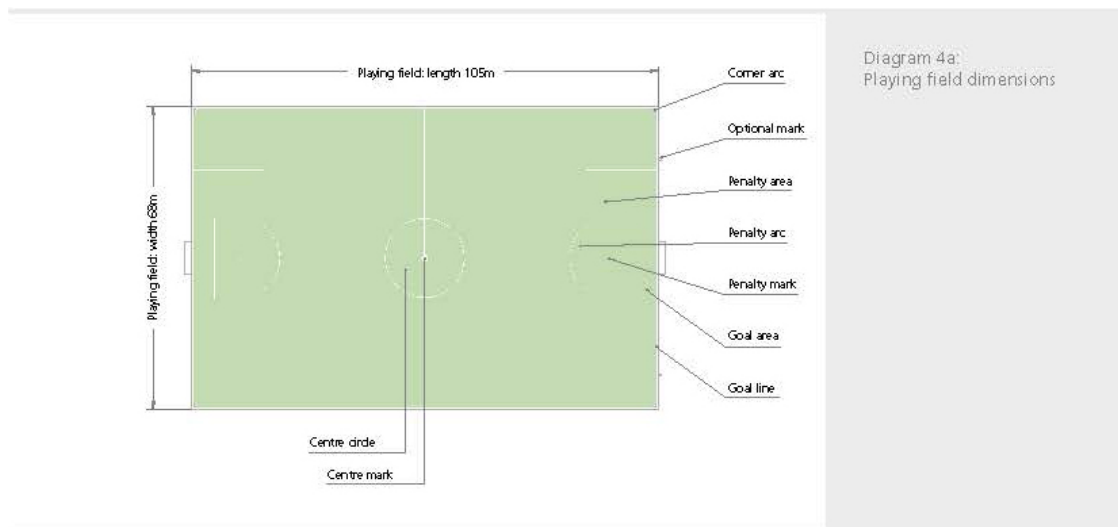 Diagram 4a:
Playing field dimensions
Playing field: length 105m
Corner arc
Optional mark
Penalty area
Playing field: width 68m
Penalty arc
Penalty mark
Goal area
Goal line
Centre circle
Centre mark